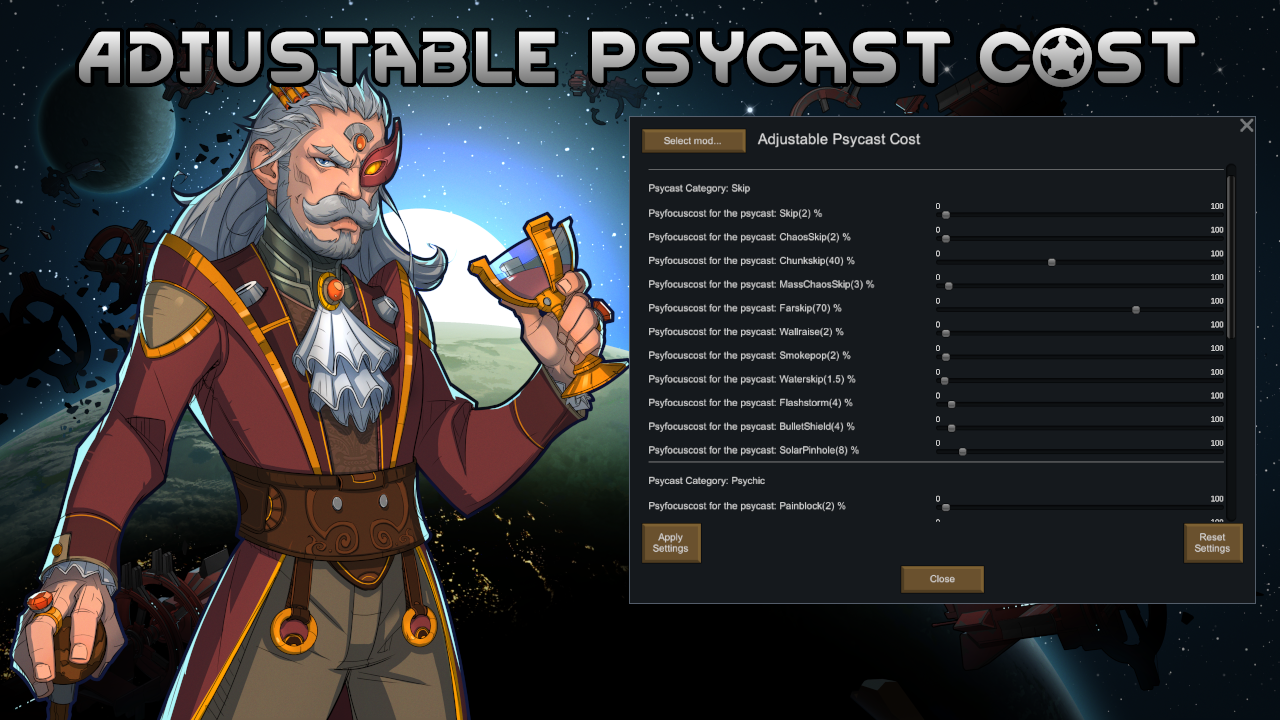 ADJUSTABLE PSYCAST COST
Select mod...
Adjustable Psycast Cost
Psycast Category: Skip
Psyfocuscost for the psycast: Skip(2) %
0 100
Psyfocuscost for the psycast: ChaosSkip(2) %
0 100
Psyfocuscost for the psycast: Chunkskip(40) %
0 100
Psyfocuscost for the psycast: MassChaosSkip(3) %
0 100
Psyfocuscost for the psycast: Farskip(70) %
0 100
Psyfocuscost for the psycast: Wallraise(2) %
0 100
Psyfocuscost for the psycast: Smokepop(2) %
0 100
Psyfocuscost for the psycast: Waterskip(1.5) %
0 100
Psyfocuscost for the psycast: Flashstorm(4) %
0 100
Psyfocuscost for the psycast: BulletShield(4) %
0 100
Psyfocuscost for the psycast: SolarPinhole(8) %
0 100
Psycast Category: Psychic
Psyfocuscost for the psycast: Painblock(2) %
0 100
Apply
Settings
Reset
Settings
Close